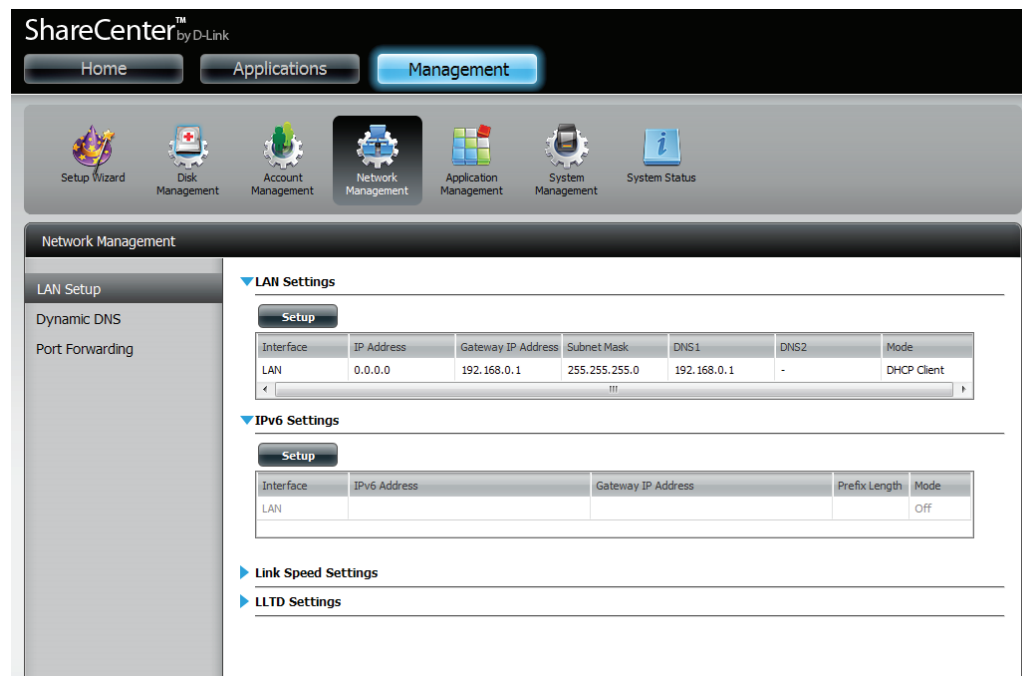 ShareCenter™ by D-Link
Home Applications Management
Setup Wizard Disk Management Account Management Network Management Application Management System Management System Status
Network Management
LAN Setup
Dynamic DNS
Port Forwarding
LAN Settings
Setup
Interface IP Address Gateway IP Address Subnet Mask DNS1 DNS2 Mode
LAN 0.0.0.0 192.168.0.1 255.255.255.0 192.168.0.1 - DHCP Client
IPv6 Settings
Setup
Interface IPv6 Address Gateway IP Address Prefix Length Mode
LAN Off
Link Speed Settings
LLTD Settings